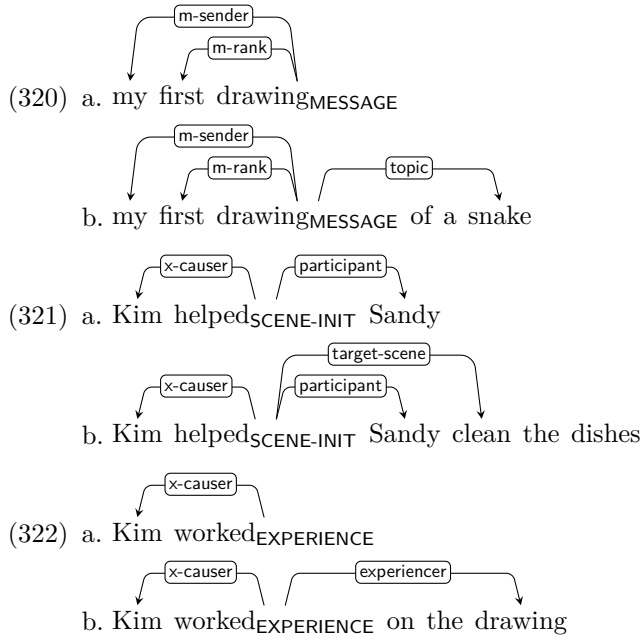 m-sender
m-rank
(320) a. my first drawingMESSAGE
m-sender
m-rank topic
b. my first drawingMESSAGE of a snake
x-causer participant
(321) a. Kim helpedSCENE-INIT Sandy
target-scene
x-causer participant
b. Kim helpedSCENE-INIT Sandy clean the dishes
x-causer
(322) a. Kim workedEXPERIENCE
x-causer experiencer
b. Kim workedEXPERIENCE on the drawing